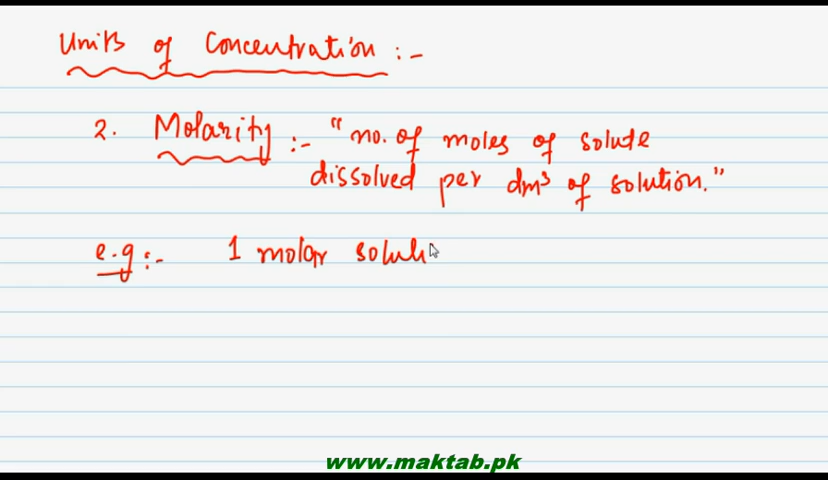 Units of Concentration :-
2. Molarity :- "no. of moles of solute
dissolved per dm³ of solution."
e.g :- 1 molar soluti
www.maktab.pk